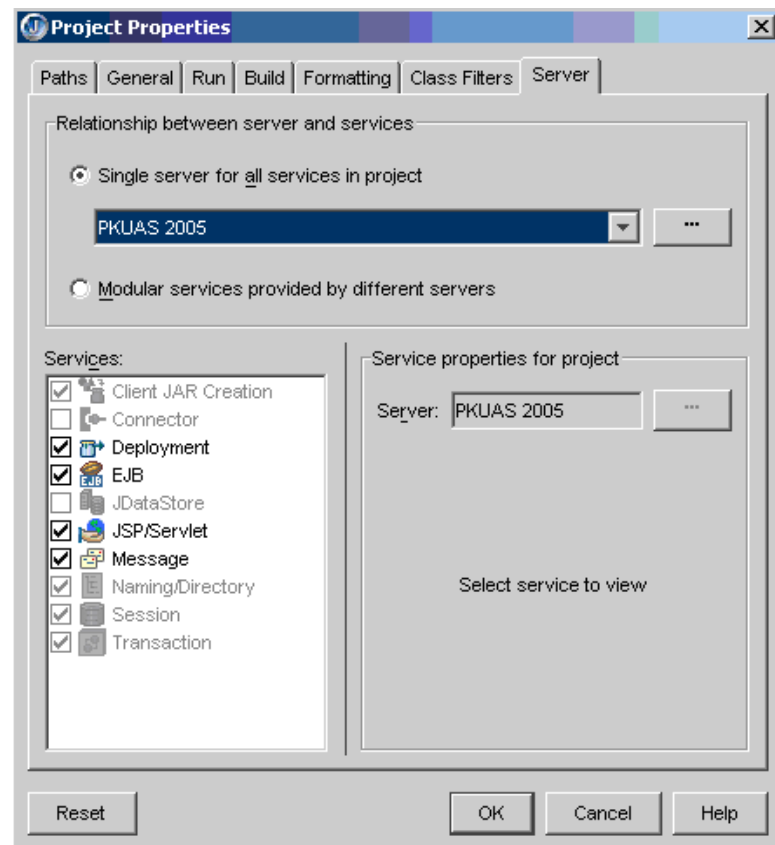 Project Properties
Paths General Run Build Formatting Class Filters Server
Relationship between server and services
Single server for all services in project
PKUAS 2005 ...
Modular services provided by different servers
Services:
Client JAR Creation
Connector
Deployment
EJB
JDataStore
JSP/Servlet
Message
Naming/Directory
Session
Transaction
Service properties for project
Server: PKUAS 2005 ...
Select service to view
Reset OK Cancel Help